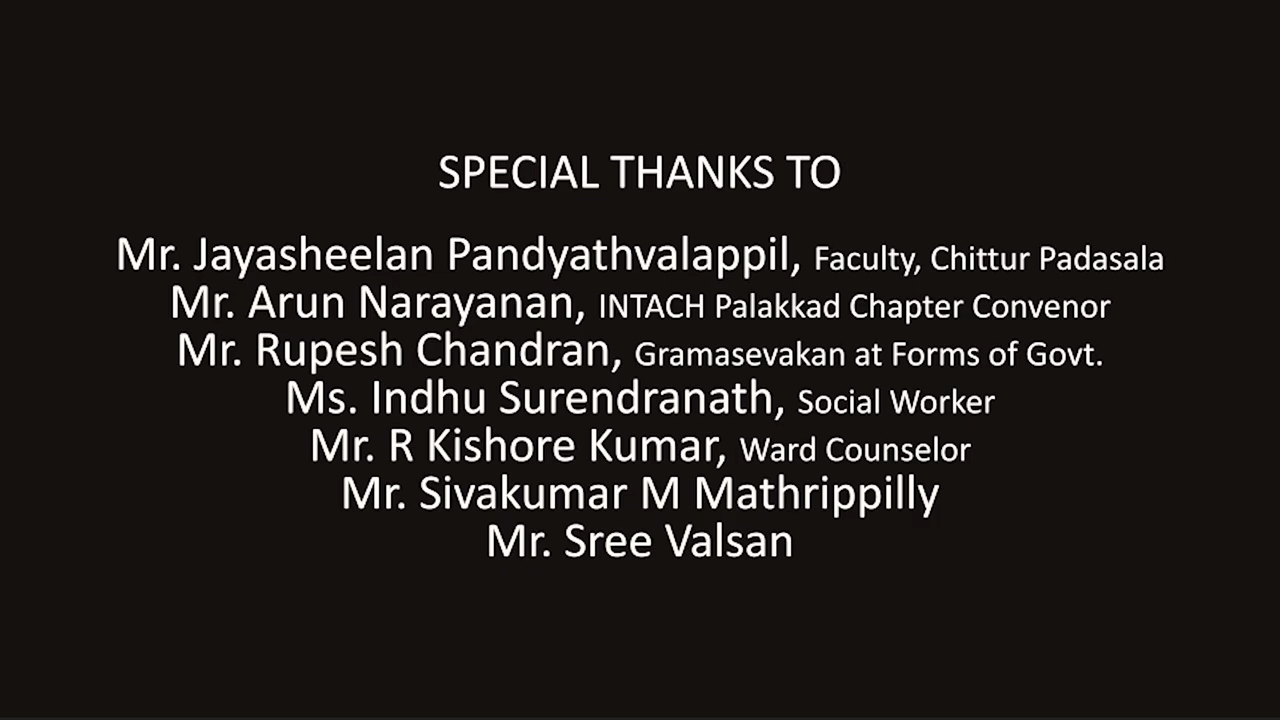 SPECIAL THANKS TO
Mr. Jayasheelan Pandyathvalappil, Faculty, Chittur Padasala
Mr. Arun Narayanan, INTACH Palakkad Chapter Convenor
Mr. Rupesh Chandran, Gramasevakan at Forms of Govt.
Ms. Indhu Surendranath, Social Worker
Mr. R Kishore Kumar, Ward Counselor
Mr. Sivakumar M Mathrippilly
Mr. Sree Valsan